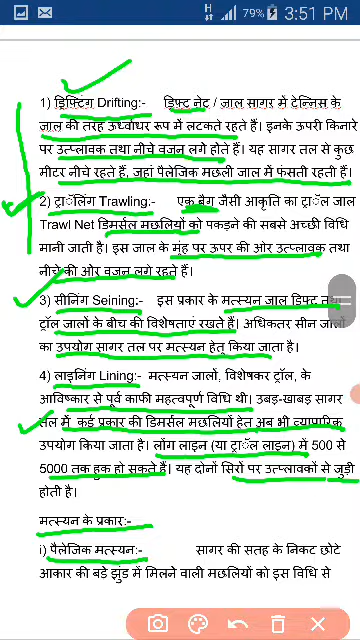 79% 3:51 PM
1) ड्रिफ्टिंग Drifting:- ड्रिफ्ट नेट / जाल सागर में टेल्निस के
जाल की तरह ऊर्ध्वाधर रूप में लटकते रहते हैं। इनके ऊपरी किनारे
पर उत्प्लावक तथा नीचे वजन लगे होते हैं। यह सागर तल से कुछ
मीटर नीचे रहते हैं, जहां पैलेजिक मछली जाल में फंसती रहती हैं।
2) ट्रॉलिंग Trawling:- एक बैग जैसी आकृति का ट्रॉल जाल
Trawl Net डिमर्सल मछलियों को पकड़ने की सबसे अच्छी विधि
मानी जाती है। इस जाल के मूंह पर ऊपर की ओर उत्प्लावक तथा
नीचे की ओर वजन लगे रहते हैं।
3) सीनिंग Seining:- इस प्रकार के मत्स्यन जाल ड्रिफ्ट तथा
ट्रॉल जालों के बीच की विशेषताएं रखते हैं। अधिकतर सीन जालों
का उपयोग सागर तल पर मत्स्यन हेतु किया जाता है।
4) लाइनिंग Lining:- मत्स्यन जालों, विशेषकर ट्रॉल, के
आविष्कार से पूर्व काफी महत्वपूर्ण विधि थी। उबड़-खाबड़ सागर
तल में कई प्रकार की डिमर्सल मछलियों हेतु अब भी व्यापारिक
उपयोग किया जाता है। लॉंग लाइन (या ट्रॉल लाइन) में 500 से
5000 तक हुक हो सकते हैं। यह दोनों सिरों पर उत्प्लावकों से जुड़ी
होती है।
मत्स्यन के प्रकार:-
i) पैलेजिक मत्स्यन:- सागर की सतह के निकट छोटे
आकार की बडे झुंड में मिलने वाली मछलियों को इस विधि से